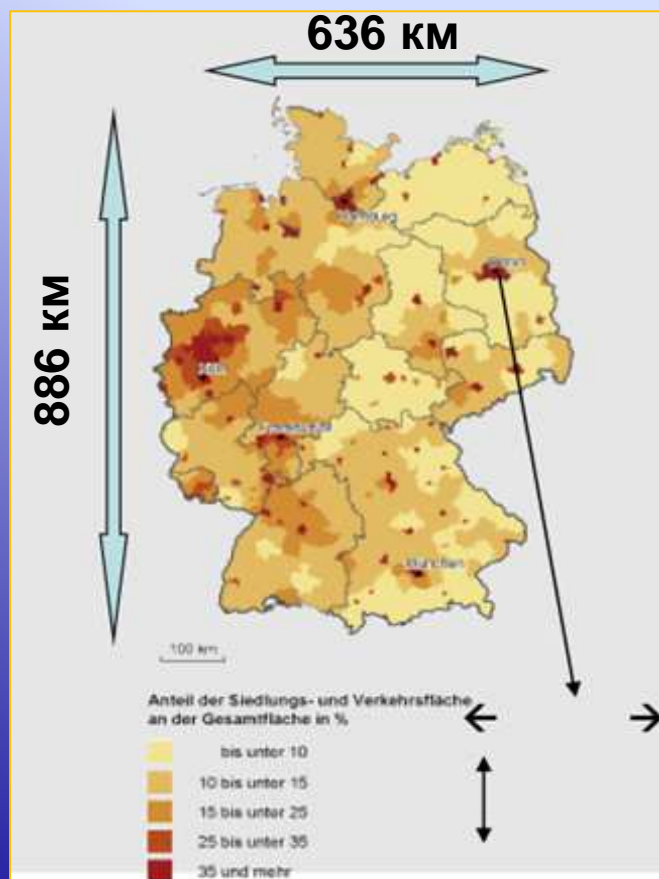 636 км
886 км
Hamburg
Berlin
Köln
Frankfurt
München
100 km
Anteil der Siedlungs- und Verkehrsfläche
an der Gesamtfläche in %
bis unter 10
10 bis unter 15
15 bis unter 25
25 bis unter 35
35 und mehr